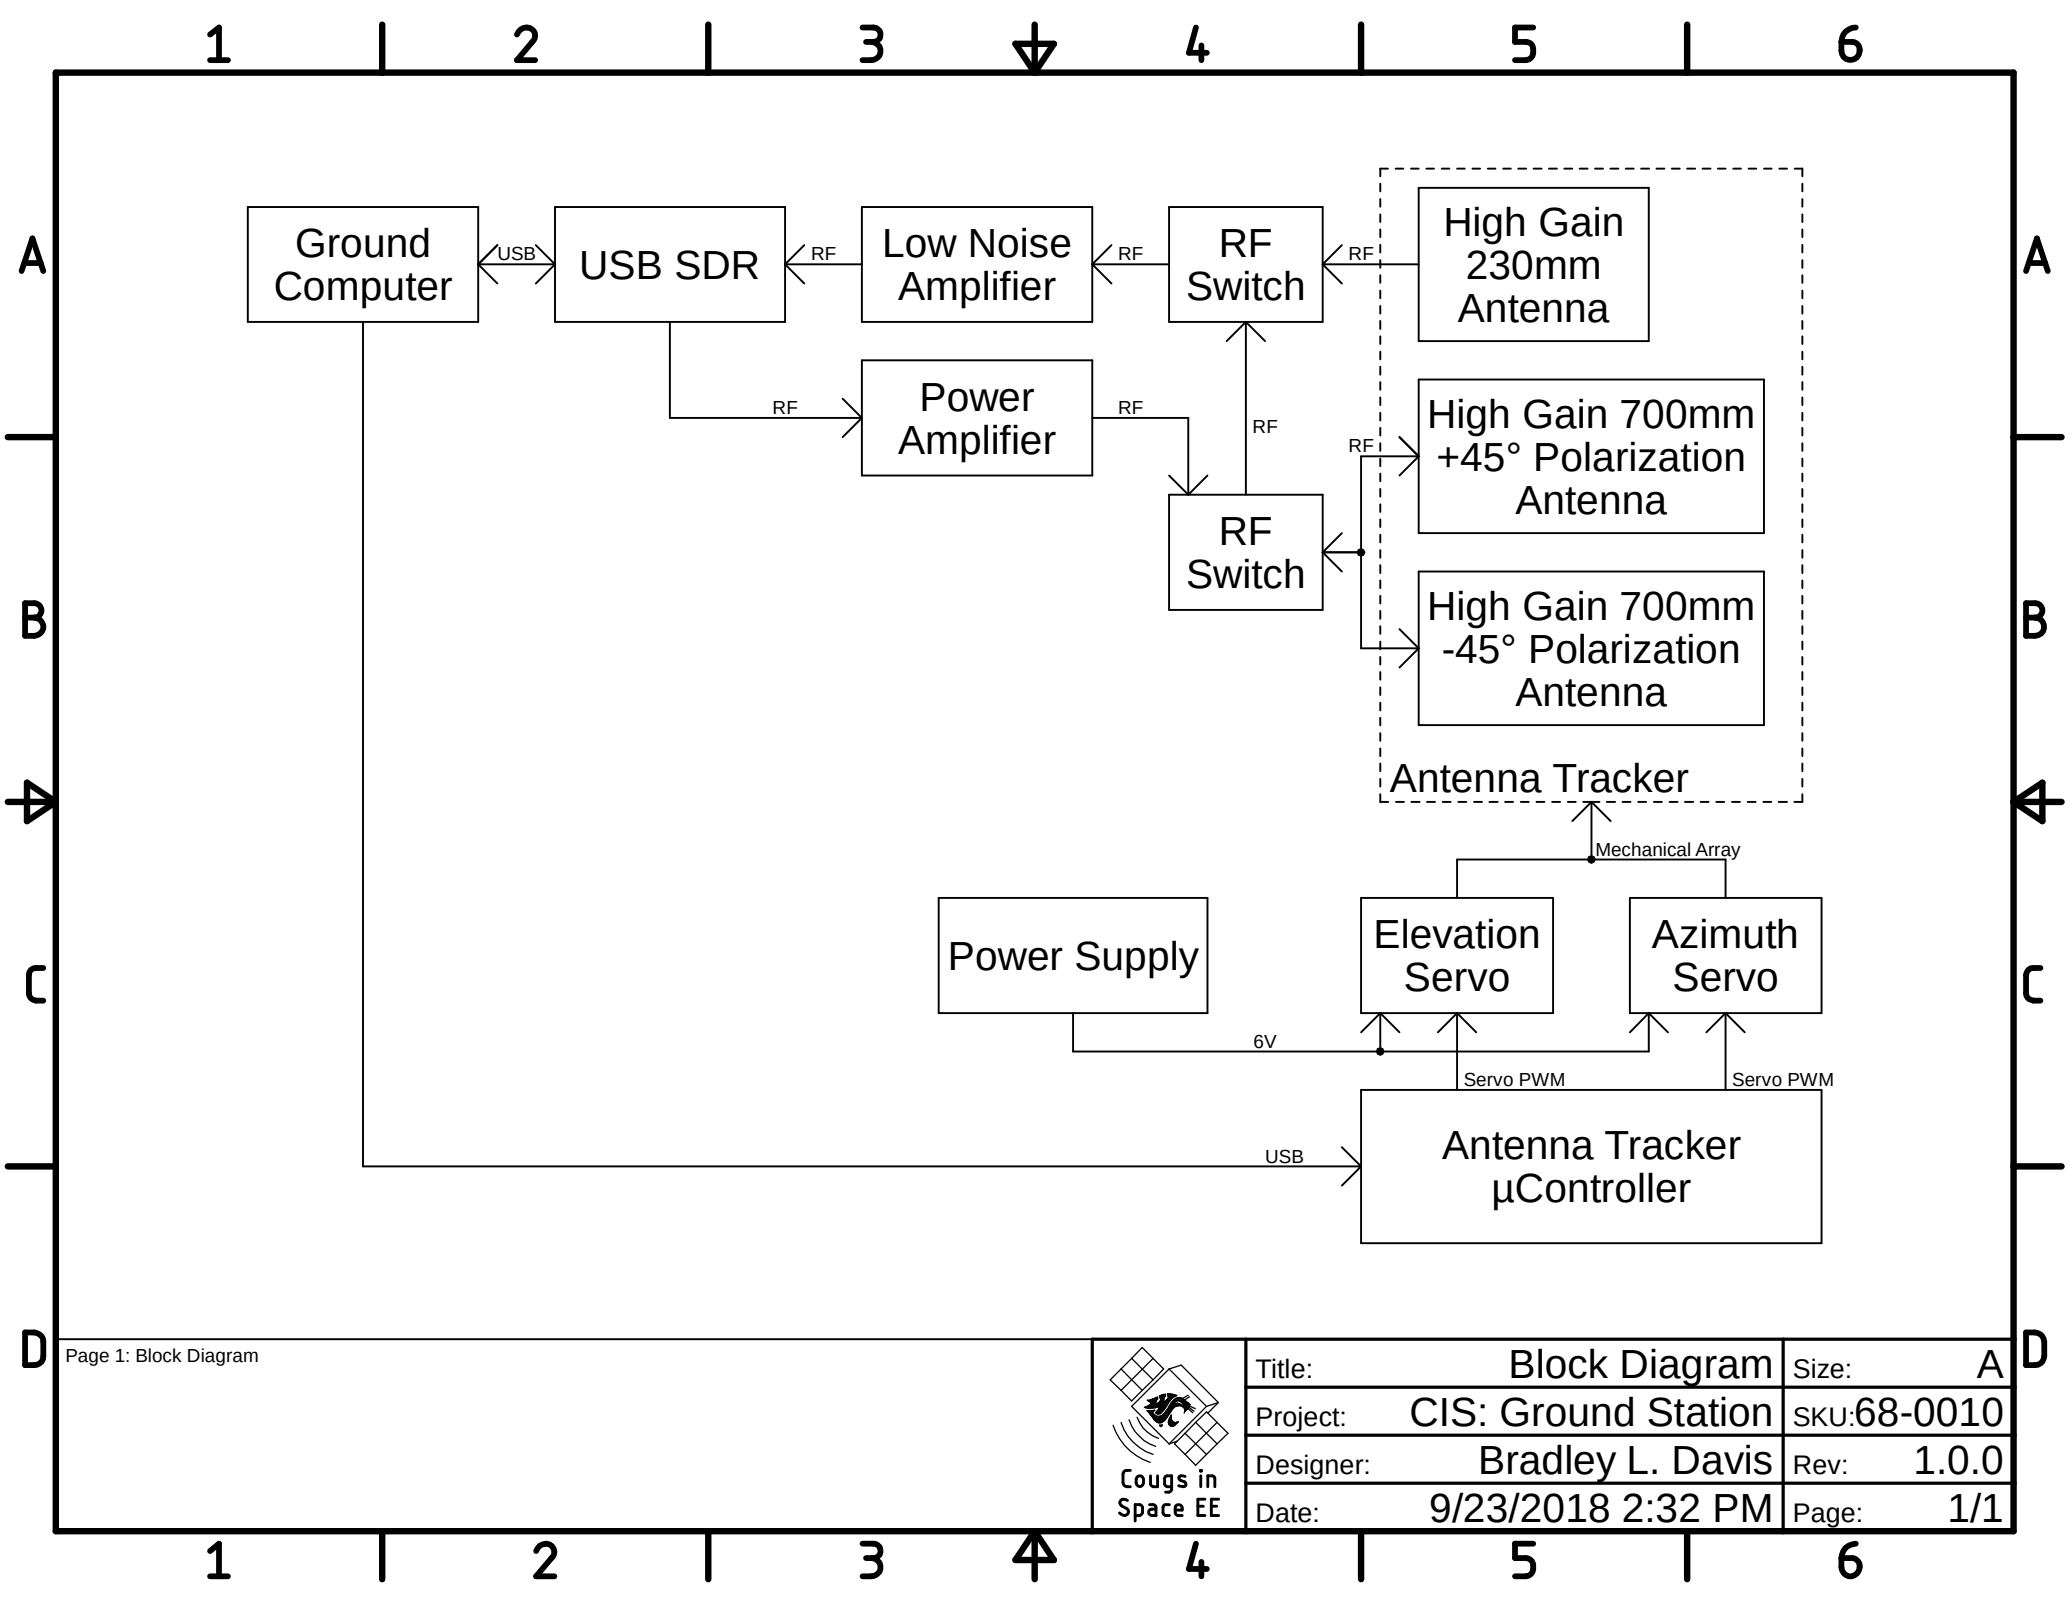 1 2 3 4 5 6
A
A
Ground
Computer
USB
USB SDR
RF
Low Noise
Amplifier
RF
RF
Switch
RF
High Gain
230mm
Antenna
RF
Power
Amplifier
RF
RF
RF
High Gain 700mm
+45° Polarization
Antenna
RF
Switch
High Gain 700mm
-45° Polarization
Antenna
B
B
Antenna Tracker
Mechanical Array
Power Supply
Elevation
Servo
Azimuth
Servo
C
C
6V
Servo PWM
Servo PWM
USB
Antenna Tracker
µController
D
D
Page 1: Block Diagram
Cougs in
Space EE
Title: Block Diagram
Size: A
Project: CIS: Ground Station
SKU:68-0010
Designer: Bradley L. Davis
Rev: 1.0.0
Date: 9/23/2018 2:32 PM
Page: 1/1
1 2 3 4 5 6